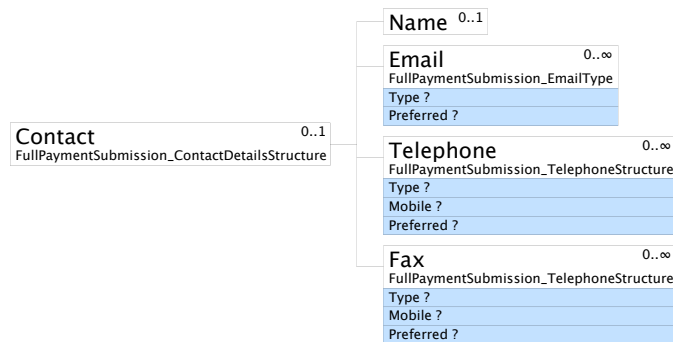 Name 0..1
Email 0..∞
FullPaymentSubmission_EmailType
Type ?
Preferred ?
Contact 0..1
FullPaymentSubmission_ContactDetailsStructure
Telephone 0..∞
FullPaymentSubmission_TelephoneStructure
Type ?
Mobile ?
Preferred ?
Fax 0..∞
FullPaymentSubmission_TelephoneStructure
Type ?
Mobile ?
Preferred ?